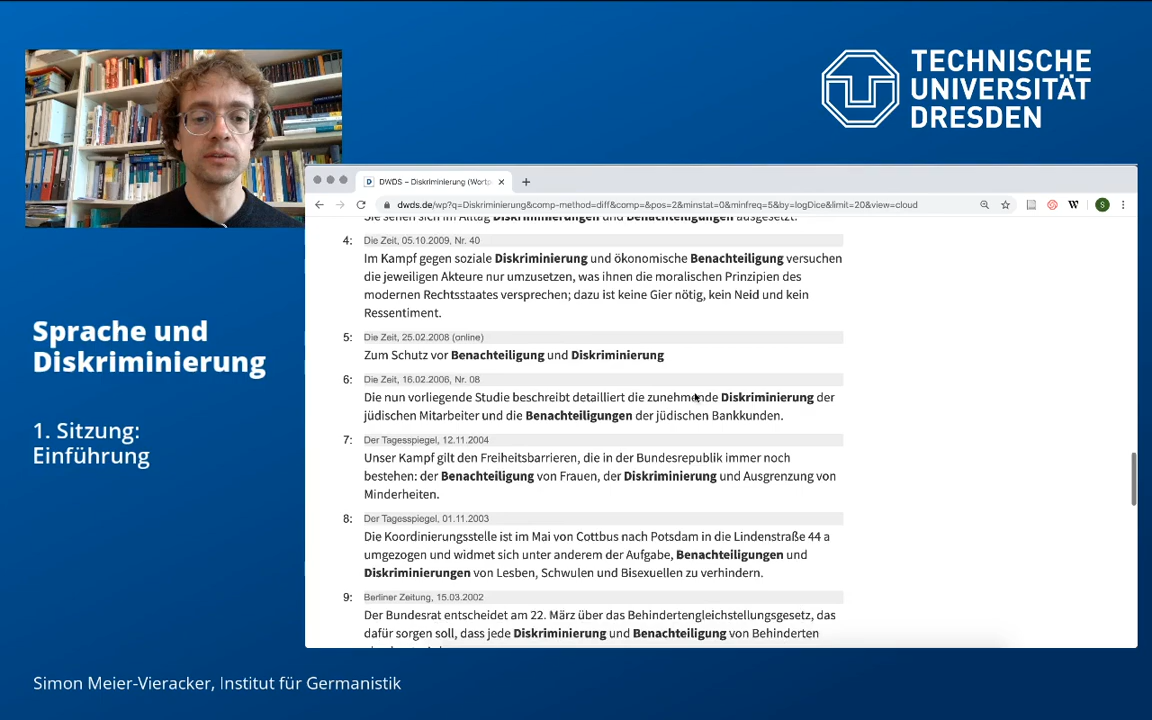 TECHNISCHE
UNIVERSITÄT
DRESDEN
DWDS – Diskriminierung (Worts
dwds.de/wp?q=Diskriminierung&comp-method=diff&comp=&pos=2&minstat=0&minfreq=5&by=logDice&limit=20&view=cloud
Sie sehen sich im Alltag Diskriminierungen und Benachteiligungen ausgesetzt.
4: Die Zeit, 05.10.2009, Nr. 40
Im Kampf gegen soziale Diskriminierung und ökonomische Benachteiligung versuchen
die jeweiligen Akteure nur umzusetzen, was ihnen die moralischen Prinzipien des
modernen Rechtsstaates versprechen; dazu ist keine Gier nötig, kein Neid und kein
Ressentiment.
5: Die Zeit, 25.02.2008 (online)
Zum Schutz vor Benachteiligung und Diskriminierung
6: Die Zeit, 16.02.2006, Nr. 08
Die nun vorliegende Studie beschreibt detailliert die zunehmende Diskriminierung der
jüdischen Mitarbeiter und die Benachteiligungen der jüdischen Bankkunden.
7: Der Tagesspiegel, 12.11.2004
Unser Kampf gilt den Freiheitsbarrieren, die in der Bundesrepublik immer noch
bestehen: der Benachteiligung von Frauen, der Diskriminierung und Ausgrenzung von
Minderheiten.
8: Der Tagesspiegel, 01.11.2003
Die Koordinierungsstelle ist im Mai von Cottbus nach Potsdam in die Lindenstraße 44 a
umgezogen und widmet sich unter anderem der Aufgabe, Benachteiligungen und
Diskriminierungen von Lesben, Schwulen und Bisexuellen zu verhindern.
9: Berliner Zeitung, 15.03.2002
Der Bundesrat entscheidet am 22. März über das Behindertengleichstellungsgesetz, das
dafür sorgen soll, dass jede Diskriminierung und Benachteiligung von Behinderten
Sprache und
Diskriminierung
1. Sitzung:
Einführung
Simon Meier-Vieracker, Institut für Germanistik